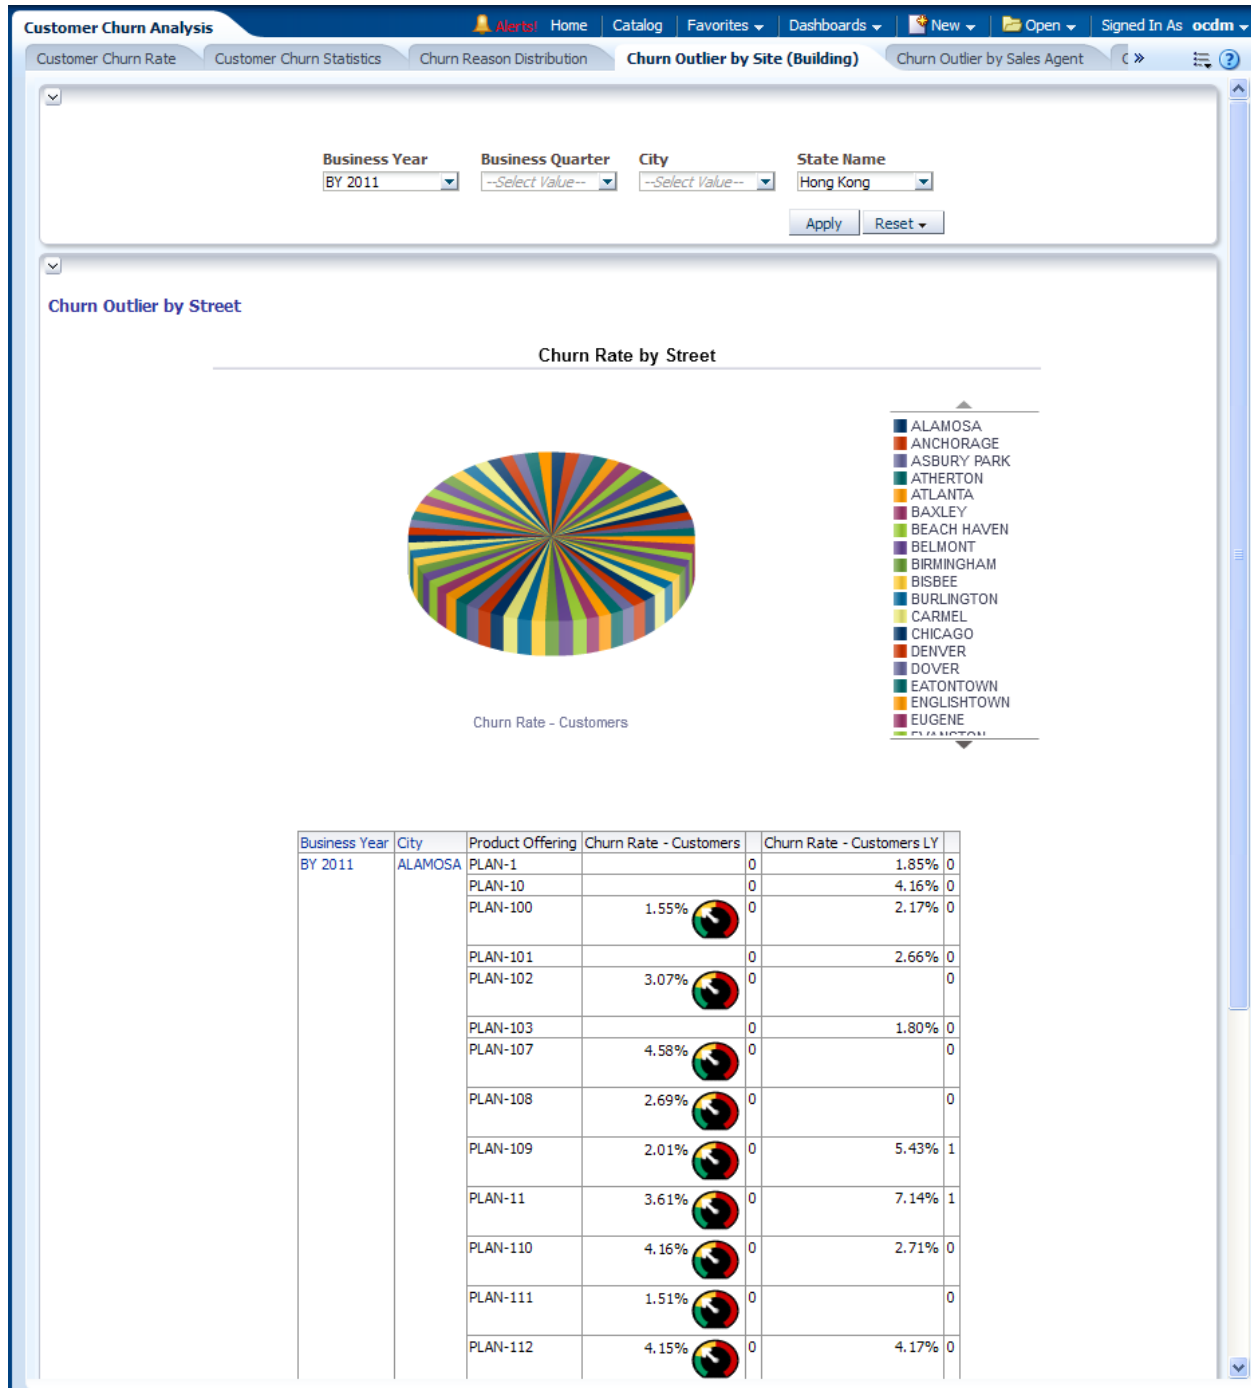 Customer Churn Analysis
Alerts! Home Catalog Favorites Dashboards New Open Signed In As ocdm
Customer Churn Rate Customer Churn Statistics Churn Reason Distribution Churn Outlier by Site (Building) Churn Outlier by Sales Agent C »
Business Year Business Quarter City State Name
BY 2011 --Select Value-- --Select Value-- Hong Kong
Apply Reset
Churn Outlier by Street
Churn Rate by Street
ALAMOSA
ANCHORAGE
ASBURY PARK
ATHERTON
ATLANTA
BAXLEY
BEACH HAVEN
BELMONT
BIRMINGHAM
BISBEE
BURLINGTON
CARMEL
CHICAGO
DENVER
DOVER
EATONTOWN
ENGLISHTOWN
EUGENE
EVANSTON
Churn Rate - Customers
Business Year City Product Offering Churn Rate - Customers Churn Rate - Customers LY
BY 2011 ALAMOSA PLAN-1 0 1.85% 0
PLAN-10 0 4.16% 0
PLAN-100 1.55% 0 2.17% 0
PLAN-101 0 2.66% 0
PLAN-102 3.07% 0 0
PLAN-103 0 1.80% 0
PLAN-107 4.58% 0 0
PLAN-108 2.69% 0 0
PLAN-109 2.01% 0 5.43% 1
PLAN-11 3.61% 0 7.14% 1
PLAN-110 4.16% 0 2.71% 0
PLAN-111 1.51% 0 0
PLAN-112 4.15% 0 4.17% 0